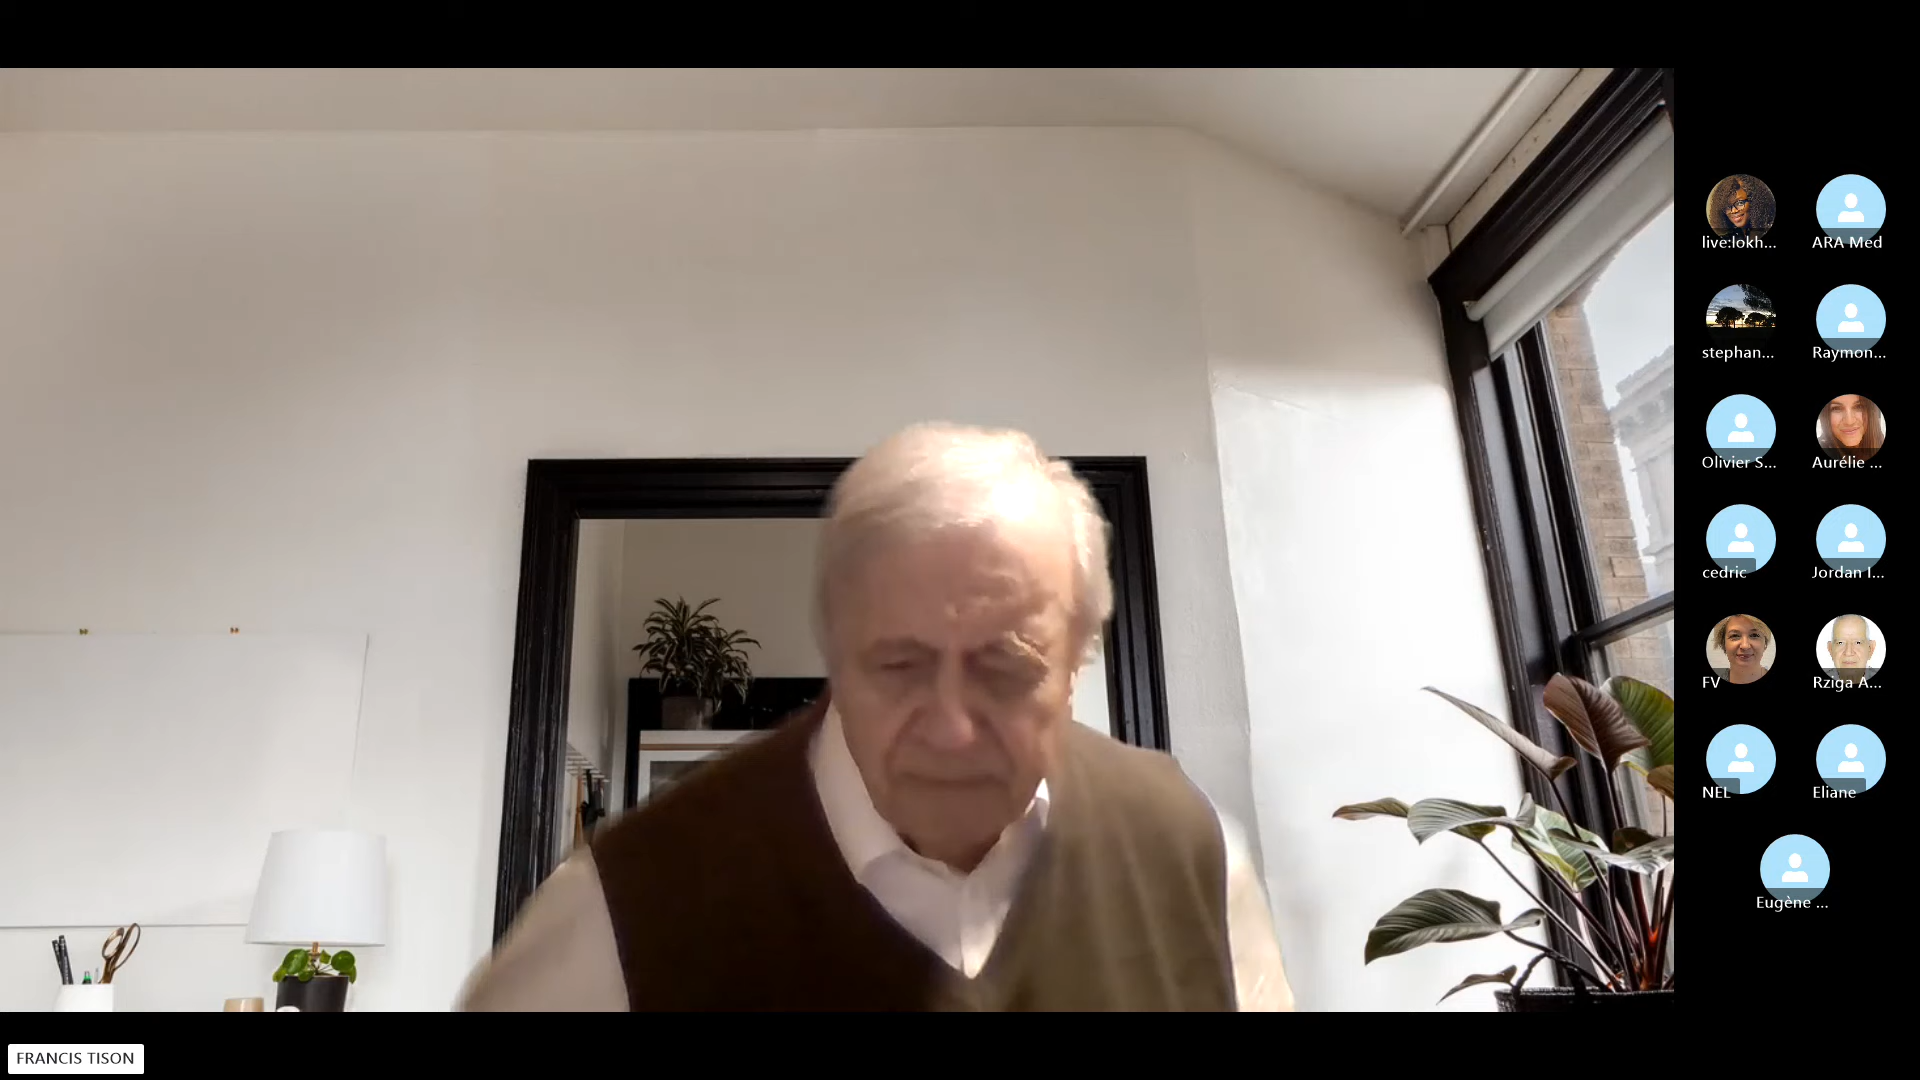 live:lokh...
ARA Med
stephan...
Raymon...
Olivier S...
Aurélie ...
cedric
Jordan I...
FV
Rziga A...
NEL
Eliane
Eugène ...
FRANCIS TISON